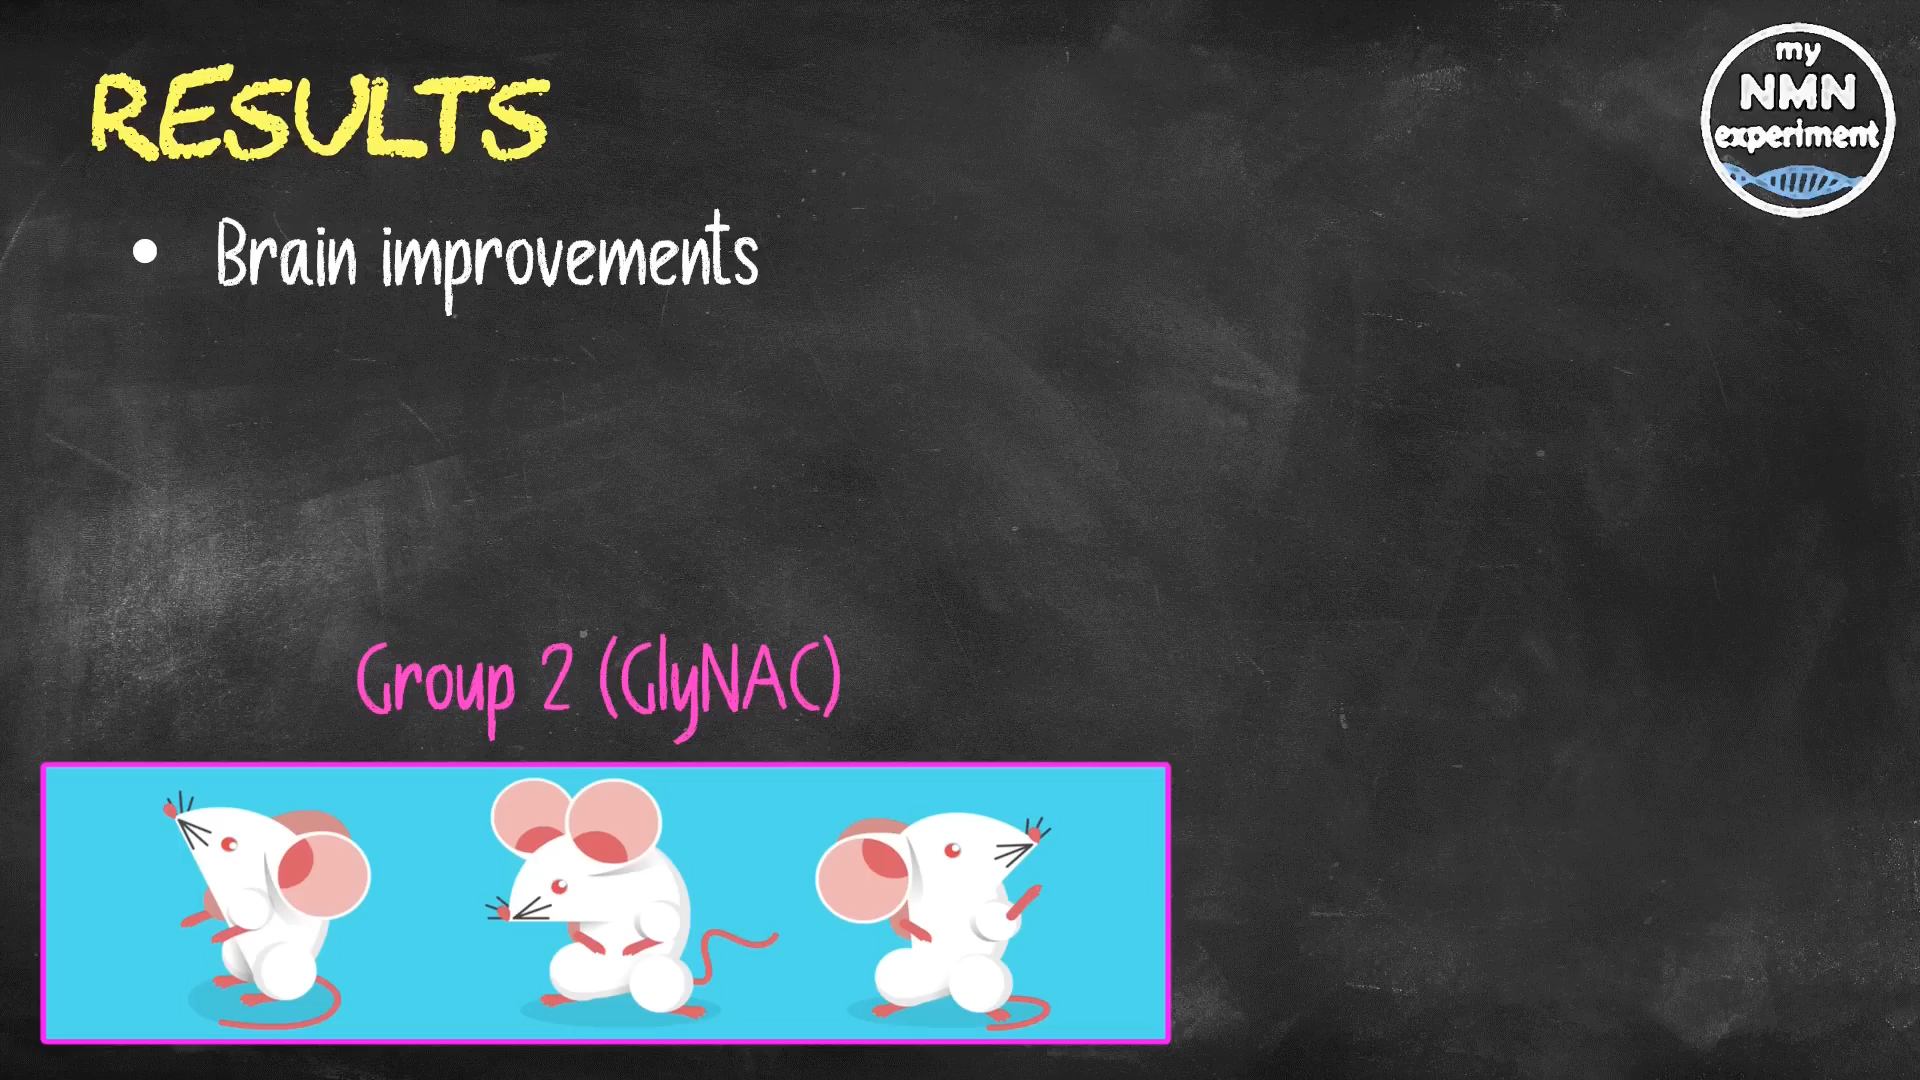 RESULTS
my
NMN
experiment
• Brain improvements
Group 2 (GlyNAC)